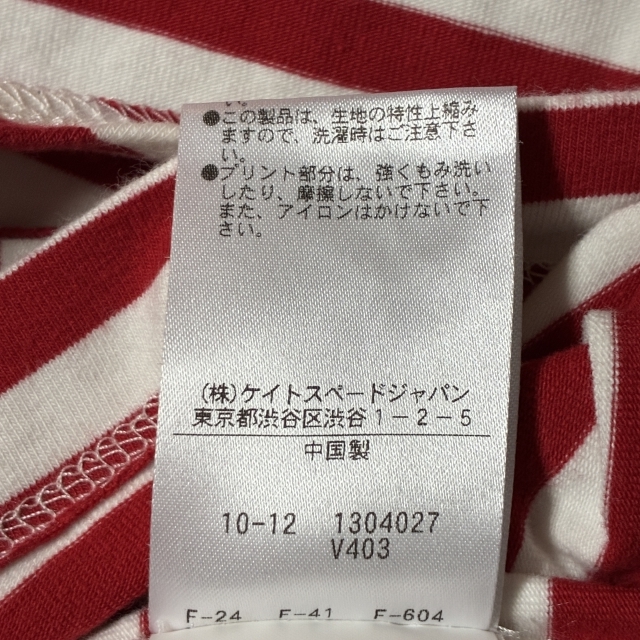 い。
●この製品は、生地の特性上縮み
ますので、洗濯時はご注意下さ
い。
●プリント部分は、強くもみ洗い
したり、摩擦しないで下さい。
また、アイロンはかけないで下
さい。
(株)ケイトスペードジャパン
東京都渋谷区渋谷1-2-5
中国製
10-12 1304027
V403
F-24 F-41 F-604